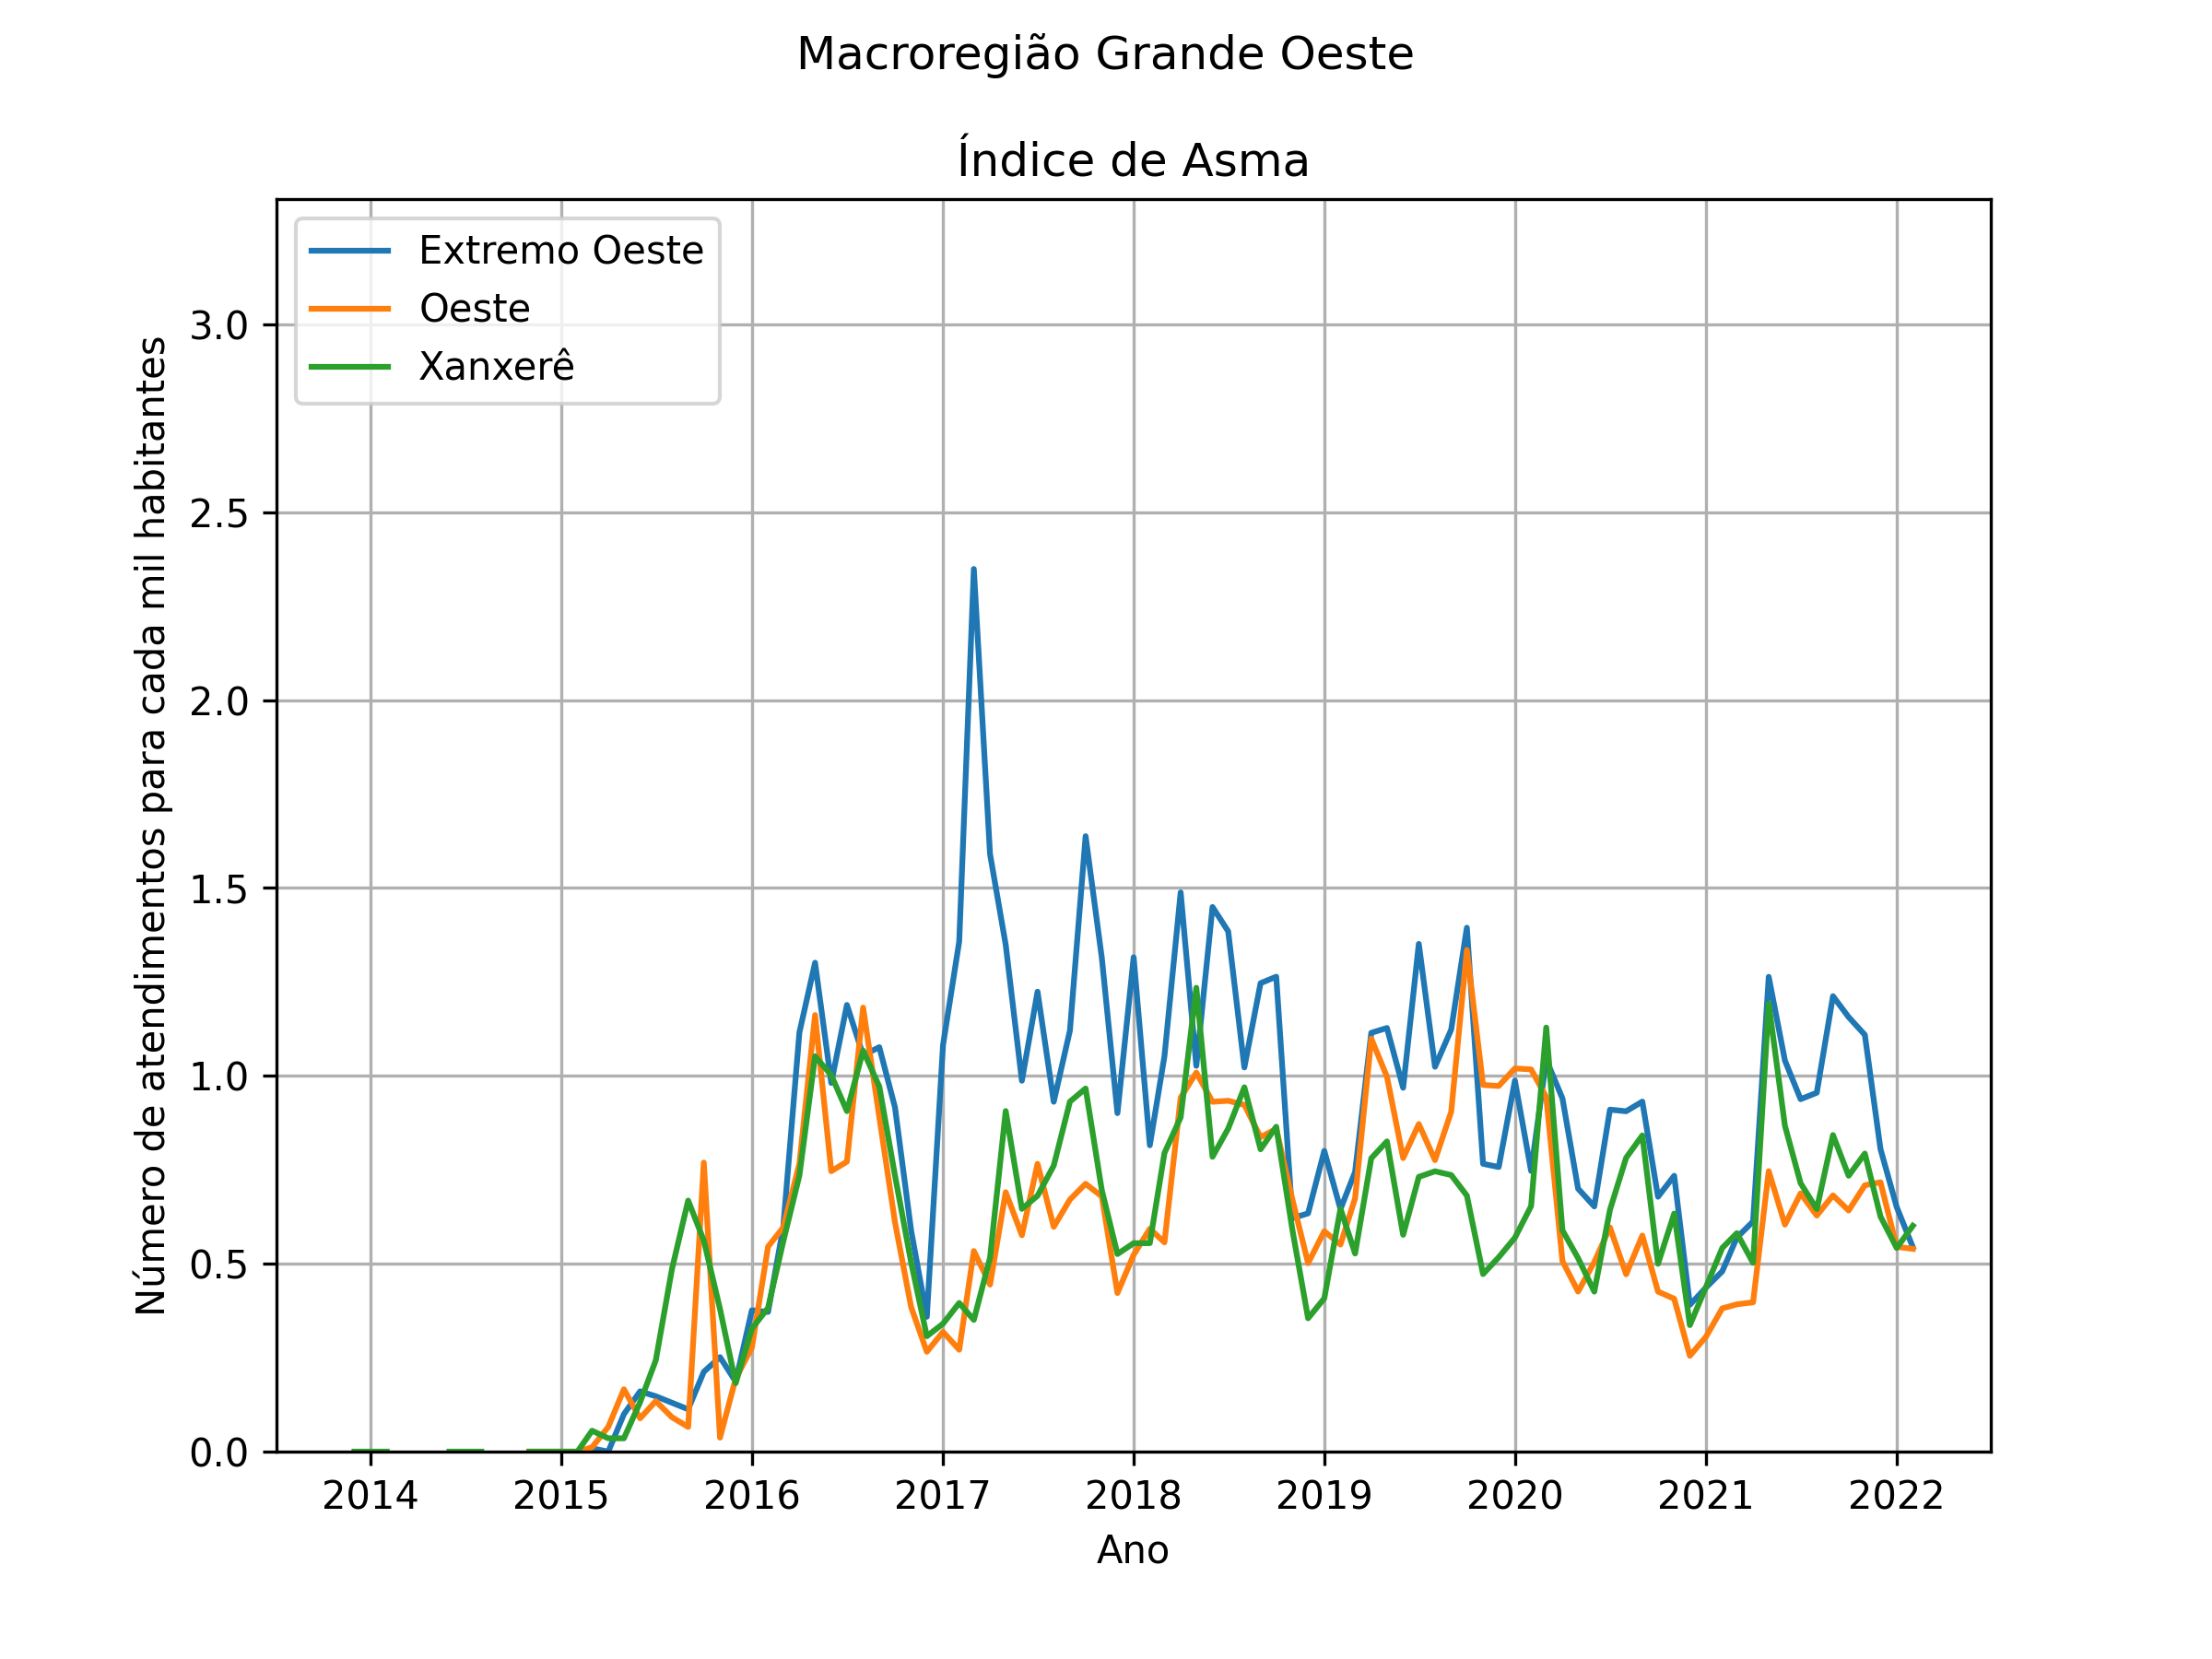 Macroregião Grande Oeste
Índice de Asma
Extremo Oeste
Oeste
Xanxerê
Número de atendimentos para cada mil habitantes
3.0
2.5
2.0
1.5
1.0
0.5
0.0
2014 2015 2016 2017 2018 2019 2020 2021 2022
Ano